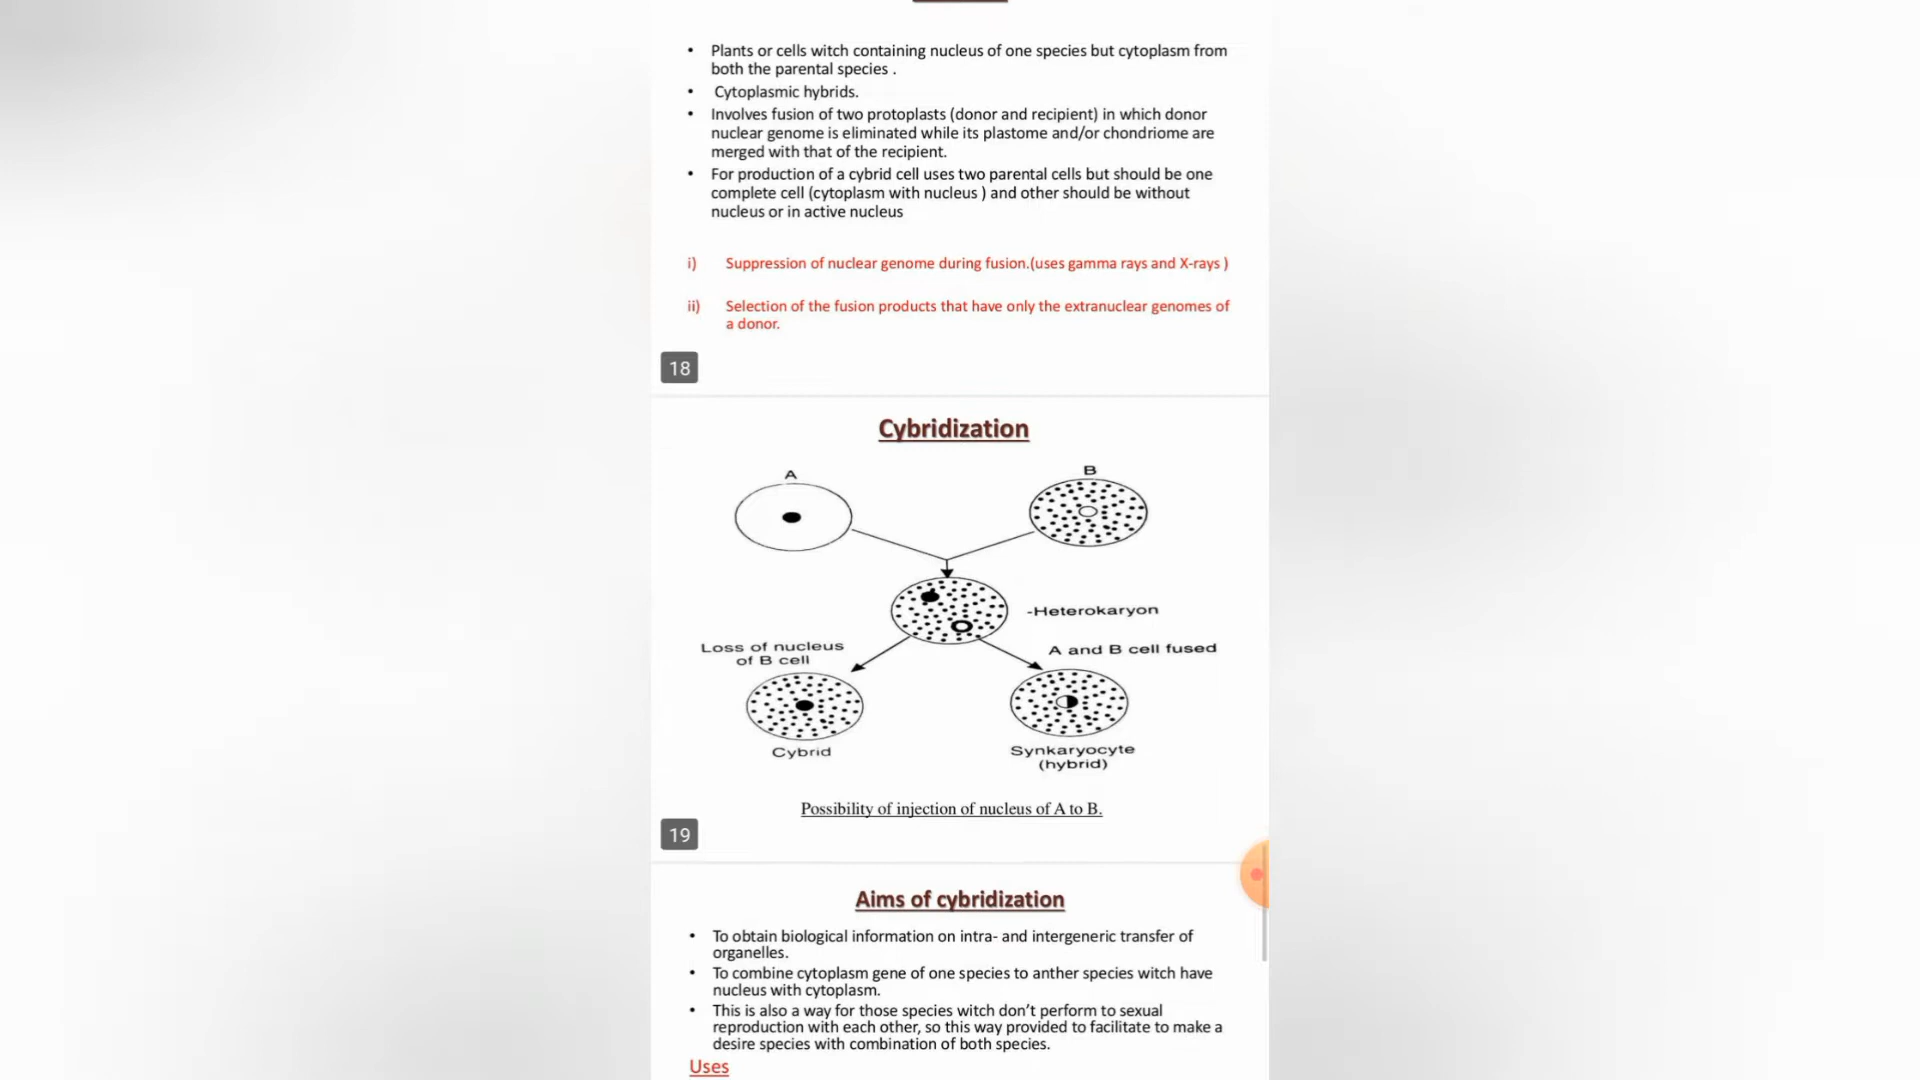 • Plants or cells witch containing nucleus of one species but cytoplasm from
both the parental species .
• Cytoplasmic hybrids.
• Involves fusion of two protoplasts (donor and recipient) in which donor
nuclear genome is eliminated while its plastome and/or chondriome are
merged with that of the recipient.
• For production of a cybrid cell uses two parental cells but should be one
complete cell (cytoplasm with nucleus ) and other should be without
nucleus or in active nucleus
i) Suppression of nuclear genome during fusion.(uses gamma rays and X-rays )
ii) Selection of the fusion products that have only the extranuclear genomes of
a donor.
18
Cybridization
A
B
-Heterokaryon
Loss of nucleus
of B cell
A and B cell fused
Cybrid
Synkaryocyte
(hybrid)
Possibility of injection of nucleus of A to B.
19
Aims of cybridization
• To obtain biological information on intra- and intergeneric transfer of
organelles.
• To combine cytoplasm gene of one species to anther species witch have
nucleus with cytoplasm.
• This is also a way for those species witch don’t perform to sexual
reproduction with each other, so this way provided to facilitate to make a
desire species with combination of both species.
Uses